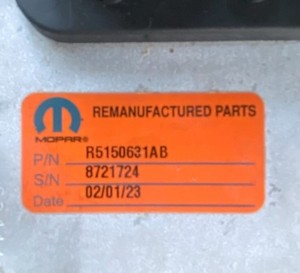 REMANUFACTURED PARTS
MOPAR®
P/N R5150631AB
S/N 8721724
Date 02/01/23